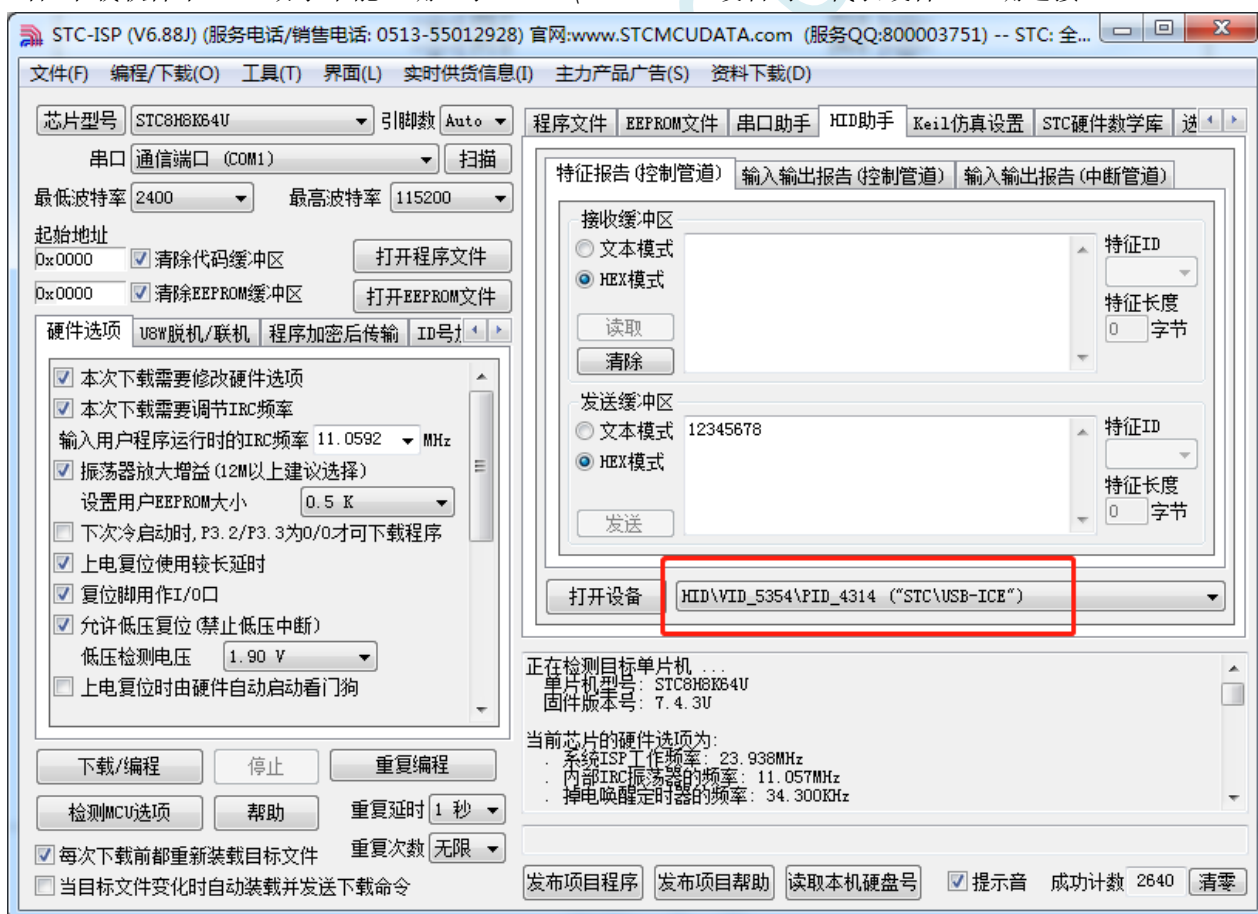 STC-ISP (V6.88J) (服务电话/销售电话: 0513-55012928) 官网:www.STCMCUDATA.com (服务QQ:800003751) -- STC: 全...
文件(F) 编程/下载(O) 工具(T) 界面(L) 实时供货信息(I) 主力产品广告(S) 资料下载(D)
芯片型号 STC8H8K64U 引脚数 Auto
串口 通信端口 (COM1) 扫描
最低波特率 2400 最高波特率 115200
起始地址
0x0000 清除代码缓冲区 打开程序文件
0x0000 清除EEPROM缓冲区 打开EEPROM文件
硬件选项 U8W脱机/联机 程序加密后传输 ID号
本次下载需要修改硬件选项
本次下载需要调节IRC频率
输入用户程序运行时的IRC频率 11.0592 MHz
振荡器放大增益(12M以上建议选择)
设置用户EEPROM大小 0.5 K
下次冷启动时,P3.2/P3.3为0/0才可下载程序
上电复位使用较长延时
复位脚用作I/O口
允许低压复位(禁止低压中断)
低压检测电压 1.90 V
上电复位时由硬件自动启动看门狗
下载/编程 停止 重复编程
检测MCU选项 帮助 重复延时 1 秒
每次下载前都重新装载目标文件 重复次数 无限
当目标文件变化时自动装载并发送下载命令
程序文件 EEPROM文件 串口助手 HID助手 Keil仿真设置 STC硬件数学库 选
特征报告(控制管道) 输入输出报告(控制管道) 输入输出报告(中断管道)
接收缓冲区
文本模式 特征ID
HEX模式
特征长度
读取 0 字节
清除
发送缓冲区
文本模式 12345678 特征ID
HEX模式
特征长度
发送 0 字节
打开设备 HID\VID_5354\PID_4314 ("STC\USB-ICE")
正在检测目标单片机 ...
单片机型号: STC8H8K64U
固件版本号: 7.4.3U
当前芯片的硬件选项为:
. 系统ISP工作频率: 23.938MHz
. 内部IRC振荡器的频率: 11.057MHz
. 掉电唤醒定时器的频率: 34.300KHz
发布项目程序 发布项目帮助 读取本机硬盘号 提示音 成功计数 2640 清零